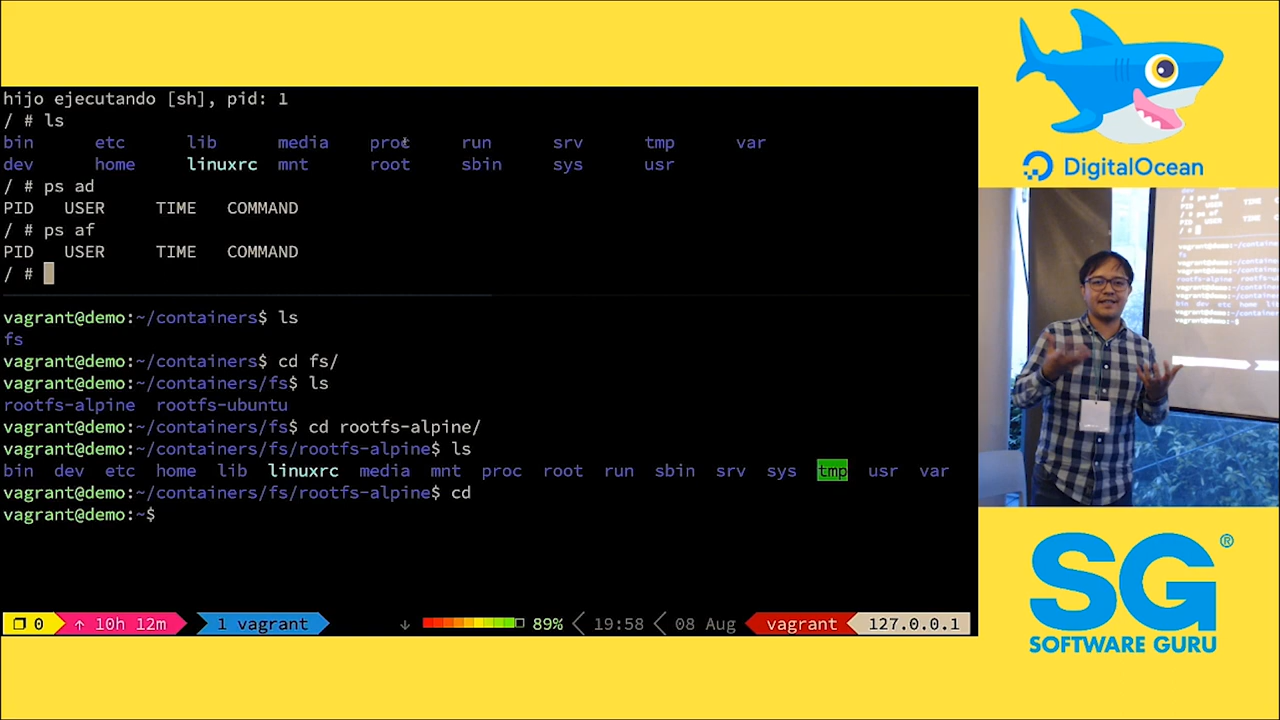 hijo ejecutando [sh], pid: 1
/ # ls
bin etc lib media proc run srv tmp var
dev home linuxrc mnt root sbin sys usr
/ # ps ad
PID USER TIME COMMAND
/ # ps af
PID USER TIME COMMAND
/ #
vagrant@demo:~/containers$ ls
fs
vagrant@demo:~/containers$ cd fs/
vagrant@demo:~/containers/fs$ ls
rootfs-alpine rootfs-ubuntu
vagrant@demo:~/containers/fs$ cd rootfs-alpine/
vagrant@demo:~/containers/fs/rootfs-alpine$ ls
bin dev etc home lib linuxrc media mnt proc root run sbin srv sys tmp usr var
vagrant@demo:~/containers/fs/rootfs-alpine$ cd
vagrant@demo:~$
0 ↑ 10h 12m 1 vagrant ↓ 89% 19:58 08 Aug vagrant 127.0.0.1
DigitalOcean
SG®
SOFTWARE GURU